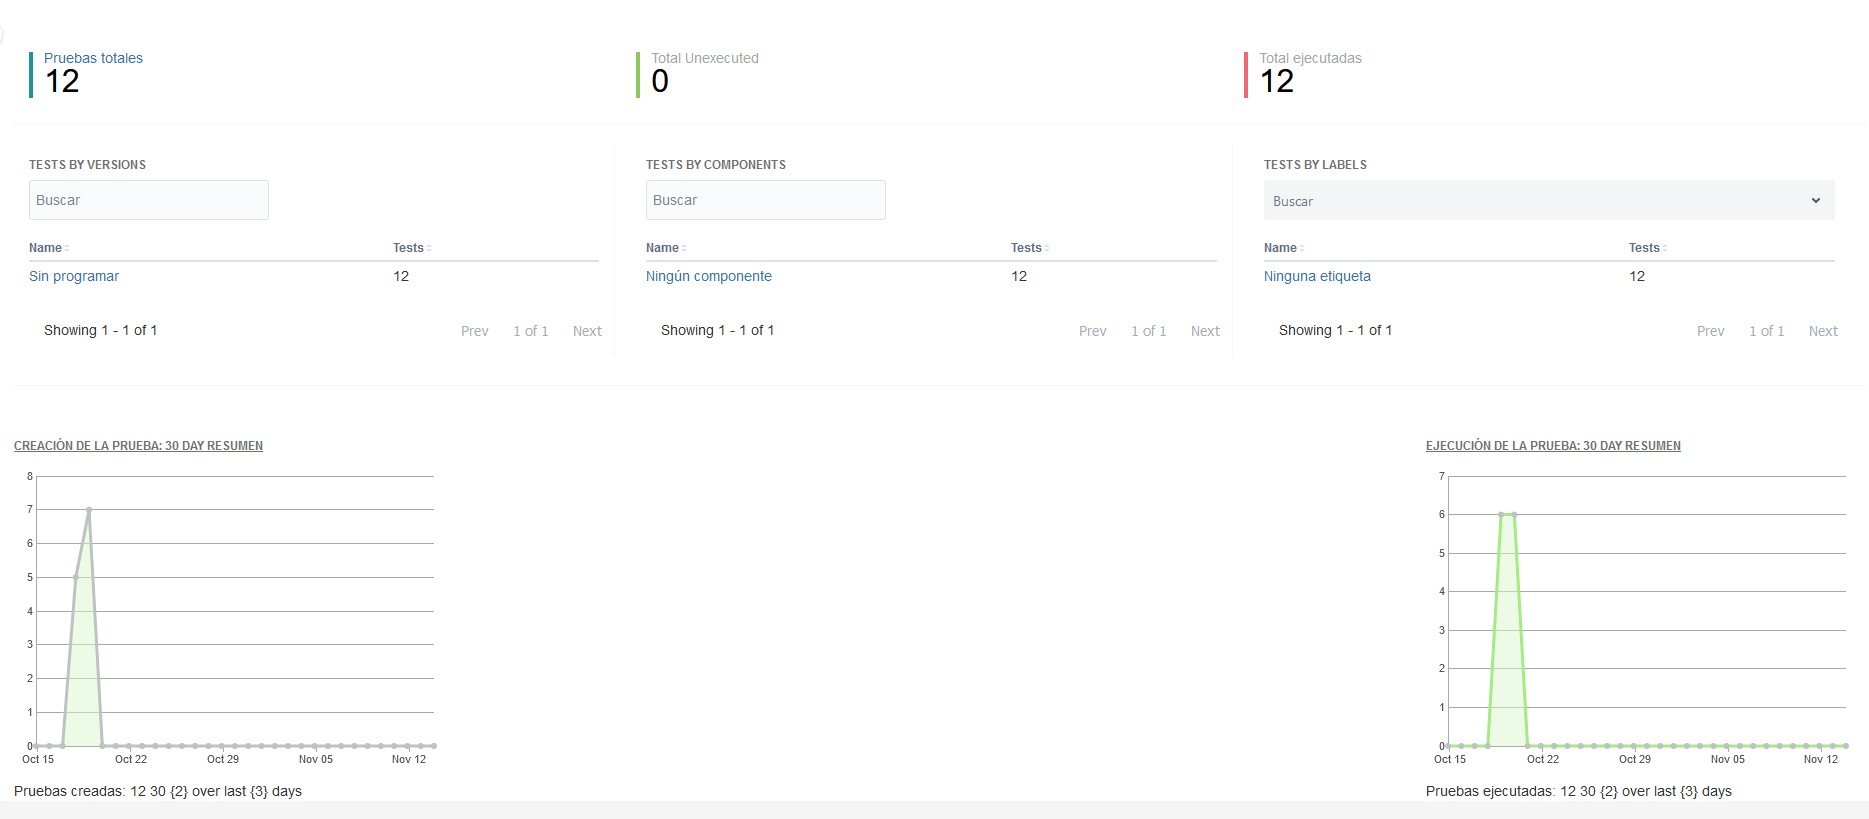 Pruebas totales
12
Total Unexecuted
0
Total ejecutadas
12
TESTS BY VERSIONS
Buscar
Name Tests
Sin programar 12
Showing 1 - 1 of 1 Prev 1 of 1 Next
TESTS BY COMPONENTS
Buscar
Name Tests
Ningún componente 12
Showing 1 - 1 of 1 Prev 1 of 1 Next
TESTS BY LABELS
Buscar
Name Tests
Ninguna etiqueta 12
Showing 1 - 1 of 1 Prev 1 of 1 Next
CREACIÓN DE LA PRUEBA: 30 DAY RESUMEN
8
7
6
5
4
3
2
1
0
Oct 15 Oct 22 Oct 29 Nov 05 Nov 12
Pruebas creadas: 12 30 {2} over last {3} days
EJECUCIÓN DE LA PRUEBA: 30 DAY RESUMEN
7
6
5
4
3
2
1
0
Oct 15 Oct 22 Oct 29 Nov 05 Nov 12
Pruebas ejecutadas: 12 30 {2} over last {3} days